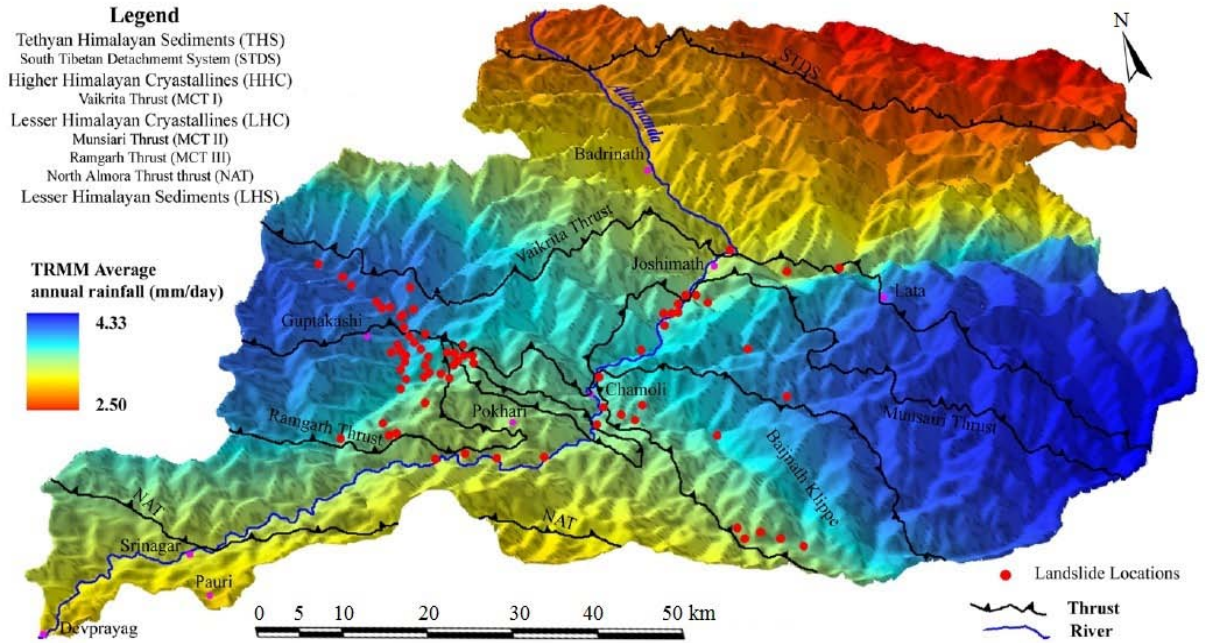 Legend
Tethyan Himalayan Sediments (THS)
South Tibetan Detachmemt System (STDS)
Higher Himalayan Cryastallines (HHC)
Vaikrita Thrust (MCT I)
Lesser Himalayan Cryastallines (LHC)
Munsiari Thrust (MCT II)
Ramgarh Thrust (MCT III)
North Almora Thrust thrust (NAT)
Lesser Himalayan Sediments (LHS)
TRMM Average
annual rainfall (mm/day)
4.33
2.50
N
STDS
Alaknanda
Badrinath
Vaikrita Thrust
Joshimath
Lata
Guptakashi
Chamoli
Pokhari
Ramgarh Thrust
Munsairi Thrust
Baijnath Klippe
NAT
NAT
Srinagar
Pauri
Devprayag
0 10 20 30 40 50 km
Landslide Locations
Thrust
River